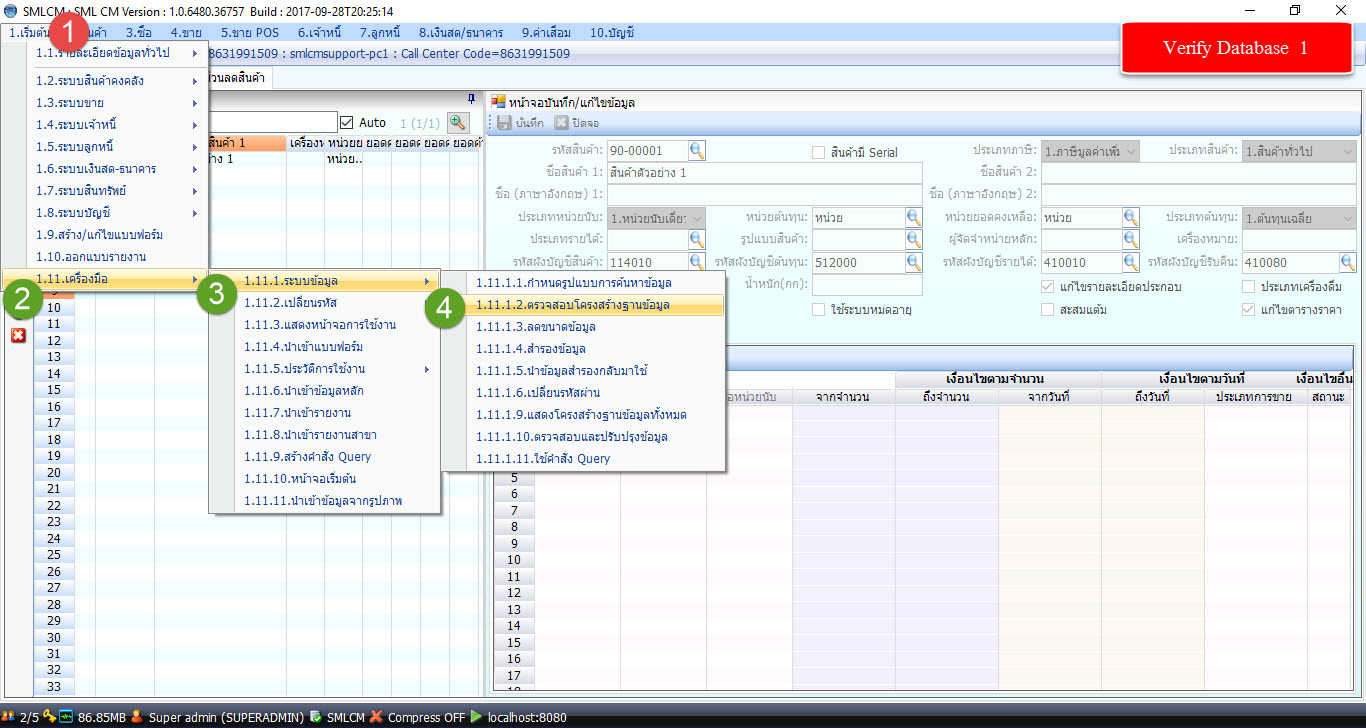 SMLCM : SML CM Version : 1.0.6480.36757 Build : 2017-09-28T20:25:14
1.เริ่มต้น 3.ซื้อ 4.ขาย 5.ขาย POS 6.เจ้าหนี้ 7.ลูกหนี้ 8.เงินสด/ธนาคาร 9.ค่าเสื่อม 10.บัญชี
1
Verify Database 1
8631991509 : smlcmsupport-pc1 : Call Center Code=8631991509
1.1.รายละเอียดข้อมูลทั่วไป
1.2.ระบบสินค้าคงคลัง
1.3.ระบบขาย
1.4.ระบบเจ้าหนี้
1.5.ระบบลูกหนี้
1.6.ระบบเงินสด-ธนาคาร
1.7.ระบบสินทรัพย์
1.8.ระบบบัญชี
1.9.สร้าง/แก้ไขแบบฟอร์ม
1.10.ออกแบบรายงาน
1.11.เครื่องมือ
2
3
1.11.1.ระบบข้อมูล
1.11.2.เปลี่ยนรหัส
1.11.3.แสดงหน้าจอการใช้งาน
1.11.4.นำเข้าแบบฟอร์ม
1.11.5.ประวัติการใช้งาน
1.11.6.นำเข้าข้อมูลหลัก
1.11.7.นำเข้ารายงาน
1.11.8.นำเข้ารายงานสาขา
1.11.9.สร้างคำสั่ง Query
1.11.10.หน้าจอเริ่มต้น
1.11.11.นำเข้าข้อมูลจากรูปภาพ
4
1.11.1.1.กำหนดรูปแบบการค้นหาข้อมูล
1.11.1.2.ตรวจสอบโครงสร้างฐานข้อมูล
1.11.1.3.ลดขนาดข้อมูล
1.11.1.4.สำรองข้อมูล
1.11.1.5.นำข้อมูลสำรองกลับมาใช้
1.11.1.6.เปลี่ยนรหัสผ่าน
1.11.1.9.แสดงโครงสร้างฐานข้อมูลทั้งหมด
1.11.1.10.ตรวจสอบและปรับปรุงข้อมูล
1.11.1.11.ใช้คำสั่ง Query
Auto 1 (1/1)
สินค้า 1 เครื่องห หน่วยย ยอดค ยอดค ยอดค ยอดค้
หน่วย..
10
11
12
13
14
15
16
17
18
19
20
21
22
23
24
25
26
27
28
29
30
31
32
33
หน้าจอบันทึก/แก้ไขข้อมูล
บันทึก ปิดจอ
รหัสสินค้า: 90-00001 สินค้ามี Serial ประเภทภาษี: 1.ภาษีมูลค่าเพิ่ม ประเภทสินค้า: 1.สินค้าทั่วไป
ชื่อสินค้า 1: สินค้าตัวอย่าง 1 ชื่อสินค้า 2:
ชื่อ (ภาษาอังกฤษ) 1: ชื่อ (ภาษาอังกฤษ) 2:
ประเภทหน่วยนับ: 1.หน่วยนับเดีย หน่วยต้นทุน: หน่วย หน่วยยอดคงเหลือ: หน่วย ประเภทต้นทุน: 1.ต้นทุนเฉลี่ย
ประเภทรายได้: รูปแบบสินค้า: ผู้จัดจำหน่ายหลัก: เครื่องหมาย:
รหัสผังบัญชีสินค้า: 114010 รหัสผังบัญชีต้นทุน: 512000 รหัสผังบัญชีรายได้: 410010 รหัสผังบัญชีรับคืน: 410080
น้ำหนัก(กก): แก้ไขรายละเอียดประกอบ ประเภทเครื่องดื่ม
ใช้ระบบหมดอายุ สะสมแต้ม แก้ไขตารางราคา
เงื่อนไขตามจำนวน เงื่อนไขตามวันที่ เงื่อนไขอื่น
จากจำนวน ถึงจำนวน จากวันที่ ถึงวันที่ ประเภทการขาย สถานะ
5
6
7
8
9
10
11
12
13
14
15
16
17
2/5 86.85MB Super admin (SUPERADMIN) SMLCM Compress OFF localhost:8080